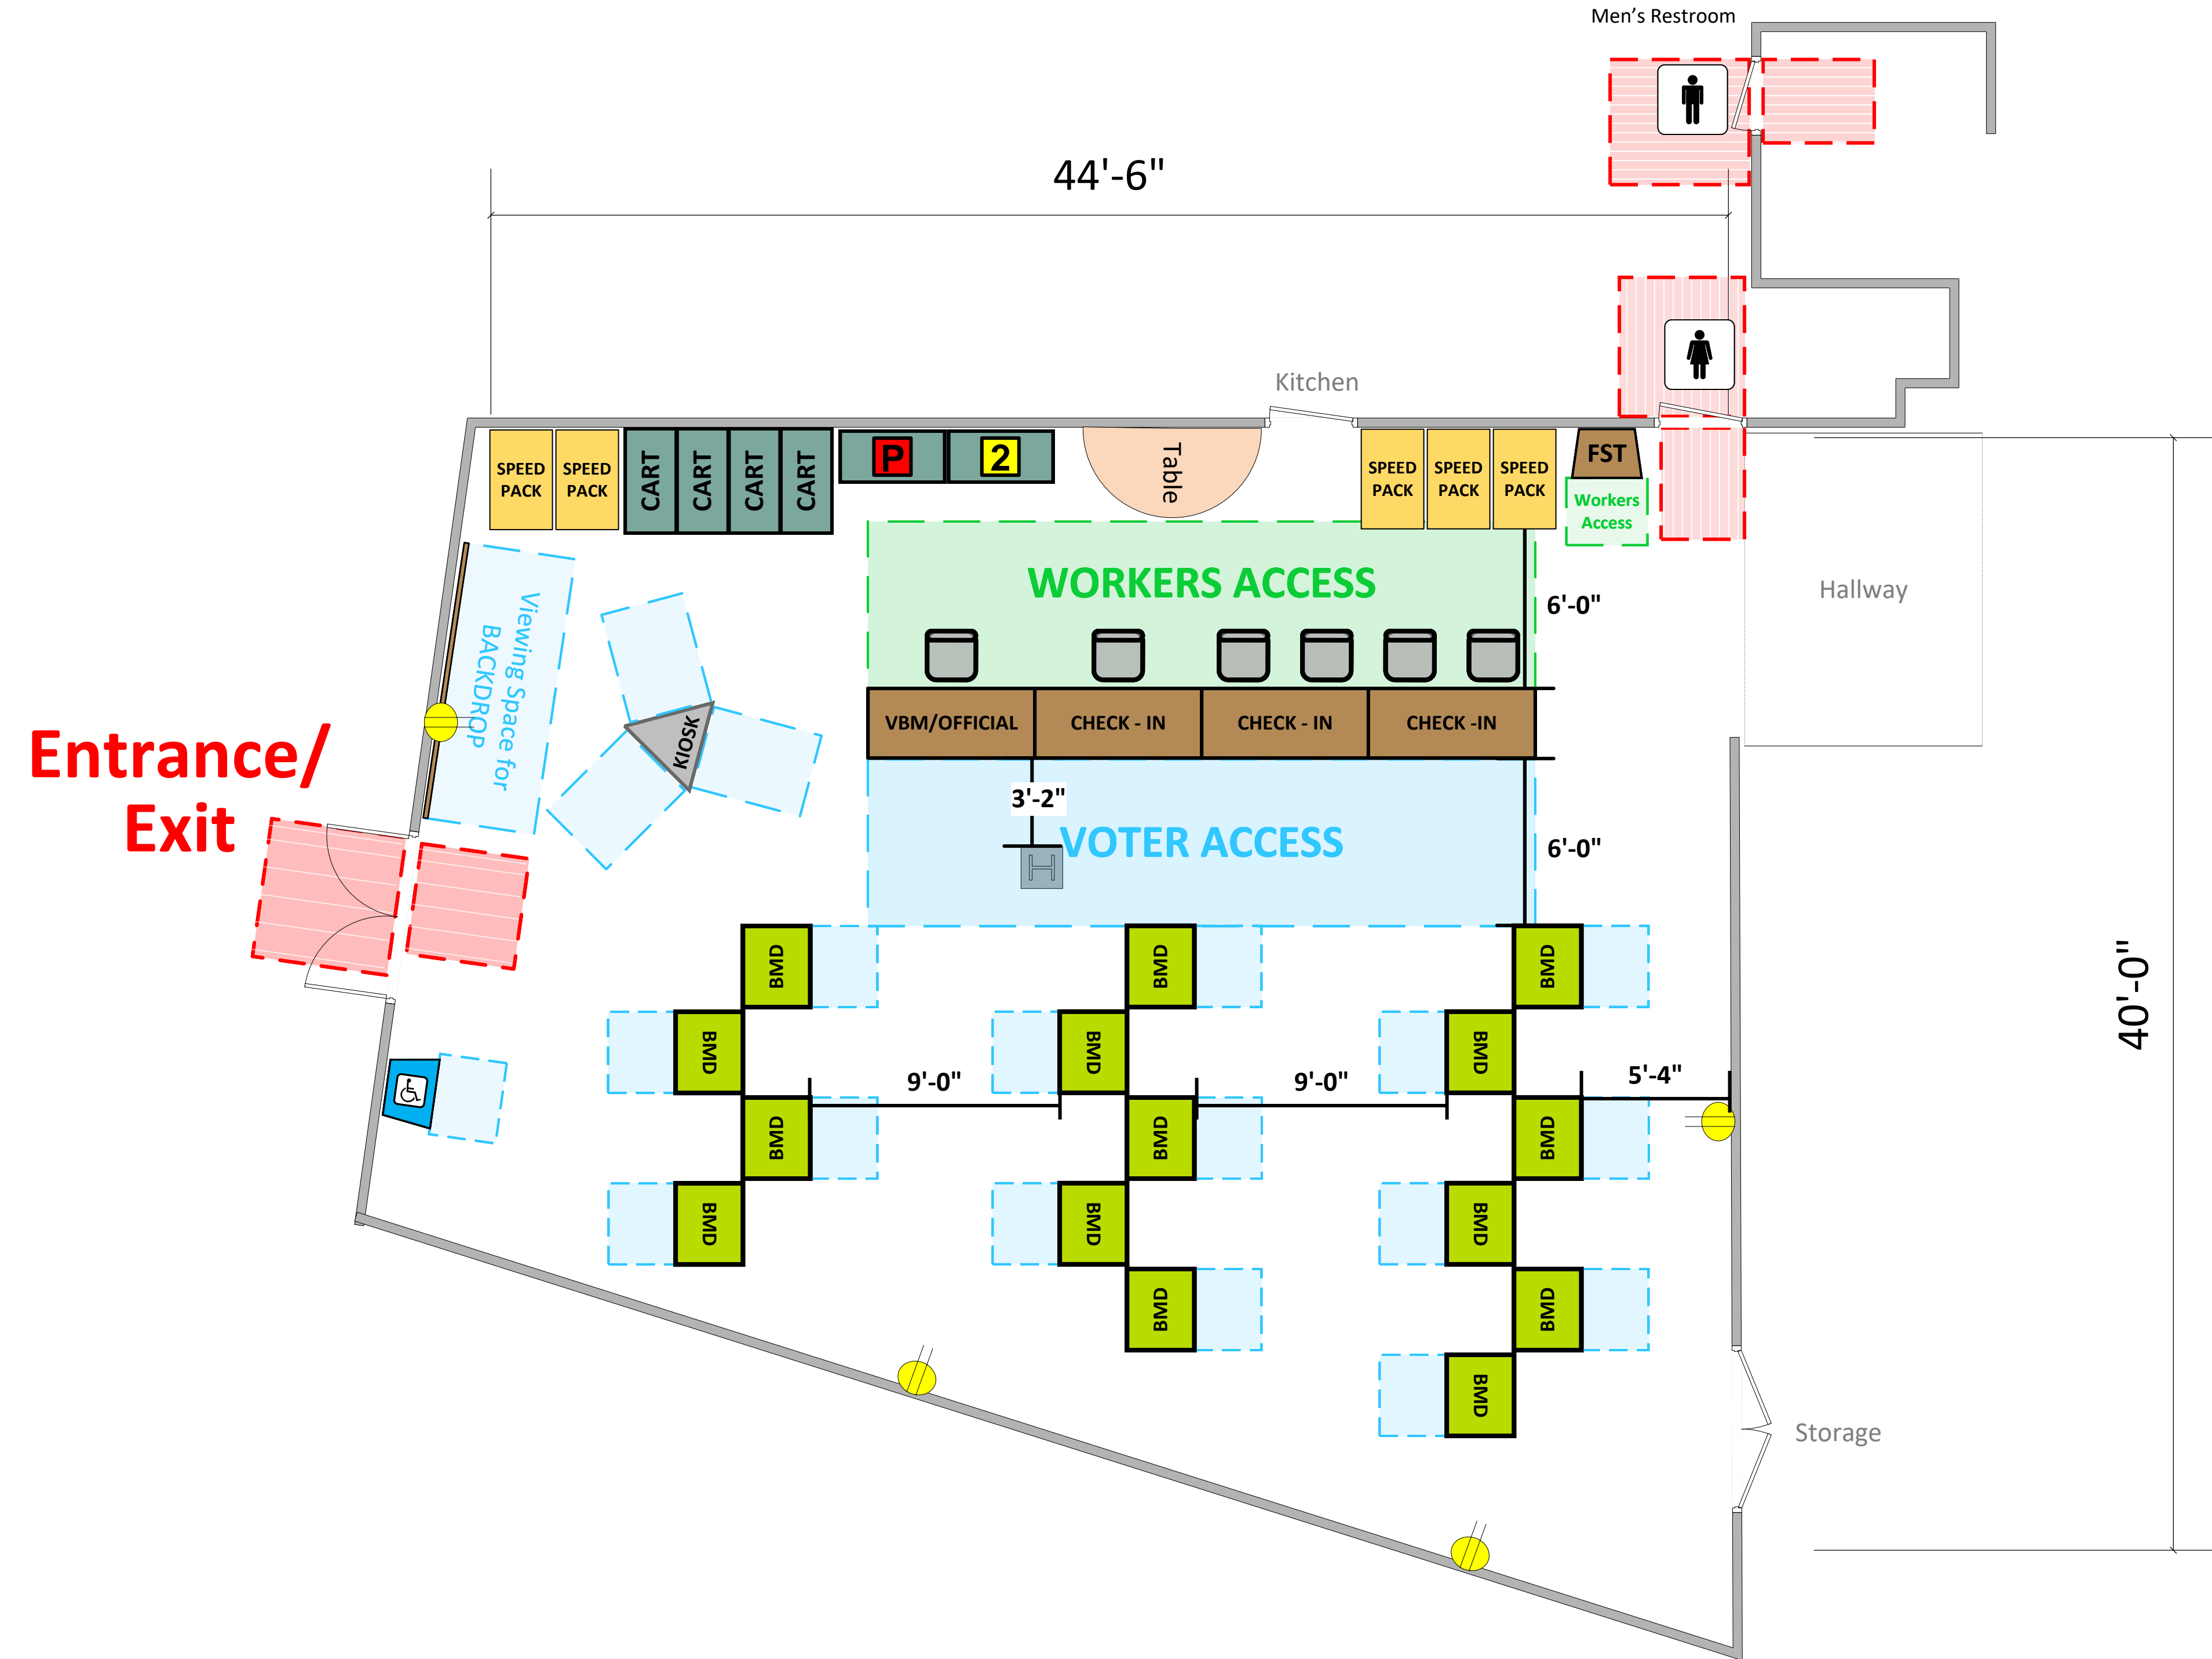 Men's Restroom
44'-6"
Kitchen
SPEED
PACK
SPEED
PACK
CART
CART
CART
CART
P
2
Table
SPEED
PACK
SPEED
PACK
SPEED
PACK
FST
Workers
Access
WORKERS ACCESS
6'-0"
Hallway
Viewing Space for
BACKDROP
KIOSK
VBM/OFFICIAL
CHECK - IN
CHECK - IN
CHECK -IN
Entrance/
Exit
3'-2"
VOTER ACCESS
6'-0"
H
40'-0"
BMD
BMD
BMD
BMD
BMD
BMD
9'-0"
9'-0"
5'-4"
BMD
BMD
BMD
BMD
BMD
BMD
BMD
BMD
BMD
Storage